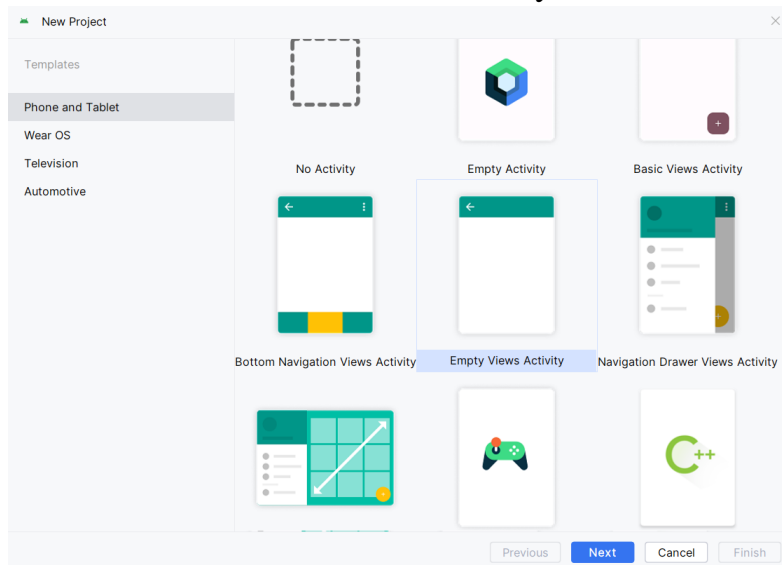 New Project
Templates
Phone and Tablet
Wear OS
Television
Automotive
No Activity
Empty Activity
Basic Views Activity
Bottom Navigation Views Activity
Empty Views Activity
Navigation Drawer Views Activity
C++
Previous
Next
Cancel
Finish